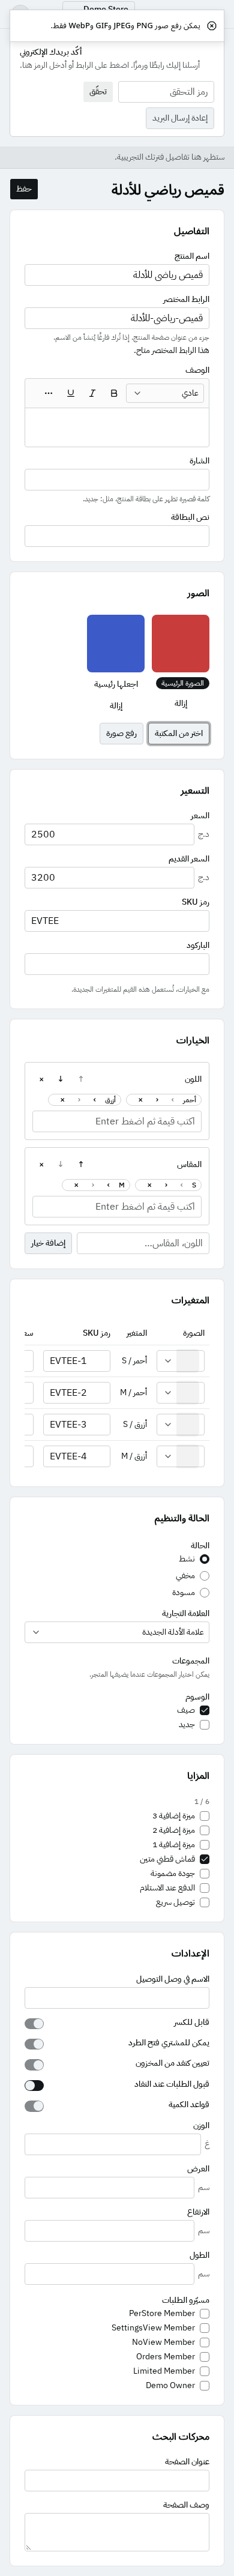 Demo Store
يمكن رفع صور PNG وJPEG وGIF وWebP فقط.
أكّد بريدك الإلكتروني
أرسلنا إليك رابطًا ورمزًا. اضغط على الرابط أو أدخل الرمز هنا.
رمز التحقق
تحقّق
إعادة إرسال البريد
ستظهر هنا تفاصيل فترتك التجريبية.
قميص رياضي للأدلة
حفظ
التفاصيل
اسم المنتج
قميص رياضى للأدلة
الرابط المختصر
قميص-رياضي-للأدلة
جزء من عنوان صفحة المنتج. إذا تُرك فارغًا يُنشأ من الاسم.
هذا الرابط المختصر متاح.
الوصف
عادي
B I U
الشارة
كلمة قصيرة تظهر على بطاقة المنتج، مثل: جديد.
نص البطاقة
الصور
الصورة الرئيسية
اجعلها رئيسية
إزالة
إزالة
اختر من المكتبة
رفع صورة
التسعير
السعر
د.ج
2500
السعر القديم
د.ج
3200
رمز SKU
EVTEE
الباركود
مع الخيارات، تُستعمل هذه القيم للمتغيرات الجديدة.
الخيارات
اللون
أحمر
أزرق
اكتب قيمة ثم اضغط Enter
المقاس
S
M
اكتب قيمة ثم اضغط Enter
اللون، المقاس…
إضافة خيار
المتغيرات
الصورة
المتغير
رمز SKU
أحمر / S
EVTEE-1
أحمر / M
EVTEE-2
أزرق / S
EVTEE-3
أزرق / M
EVTEE-4
الحالة والتنظيم
الحالة
نشط
مخفي
مسودة
العلامة التجارية
علامة الأدلة الجديدة
المجموعات
يمكن اختيار المجموعات عندما يضيفها المتجر.
الوسوم
صيف
جديد
المزايا
1 / 6
ميزة إضافية 3
ميزة إضافية 2
ميزة إضافية 1
قماش قطني متين
جودة مضمونة
الدفع عند الاستلام
توصيل سريع
الإعدادات
الاسم في وصل التوصيل
قابل للكسر
يمكن للمشتري فتح الطرد
تعيين كنفد من المخزون
قبول الطلبات عند النفاد
قواعد الكمية
الوزن
غ
العرض
سم
الارتفاع
سم
الطول
سم
مسيّرو الطلبات
PerStore Member
SettingsView Member
NoView Member
Orders Member
Limited Member
Demo Owner
محركات البحث
عنوان الصفحة
وصف الصفحة